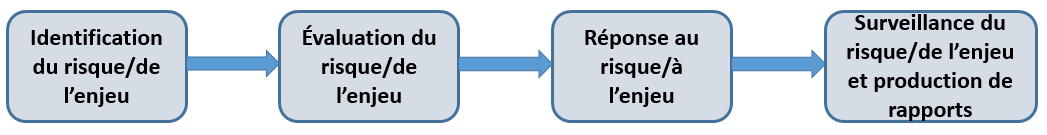 Identification
du risque/de
l'enjeu
Évaluation du
risque/de
l'enjeu
Réponse au
risque/à
l'enjeu
Surveillance du
risque/de l'enjeu
et production de
rapports